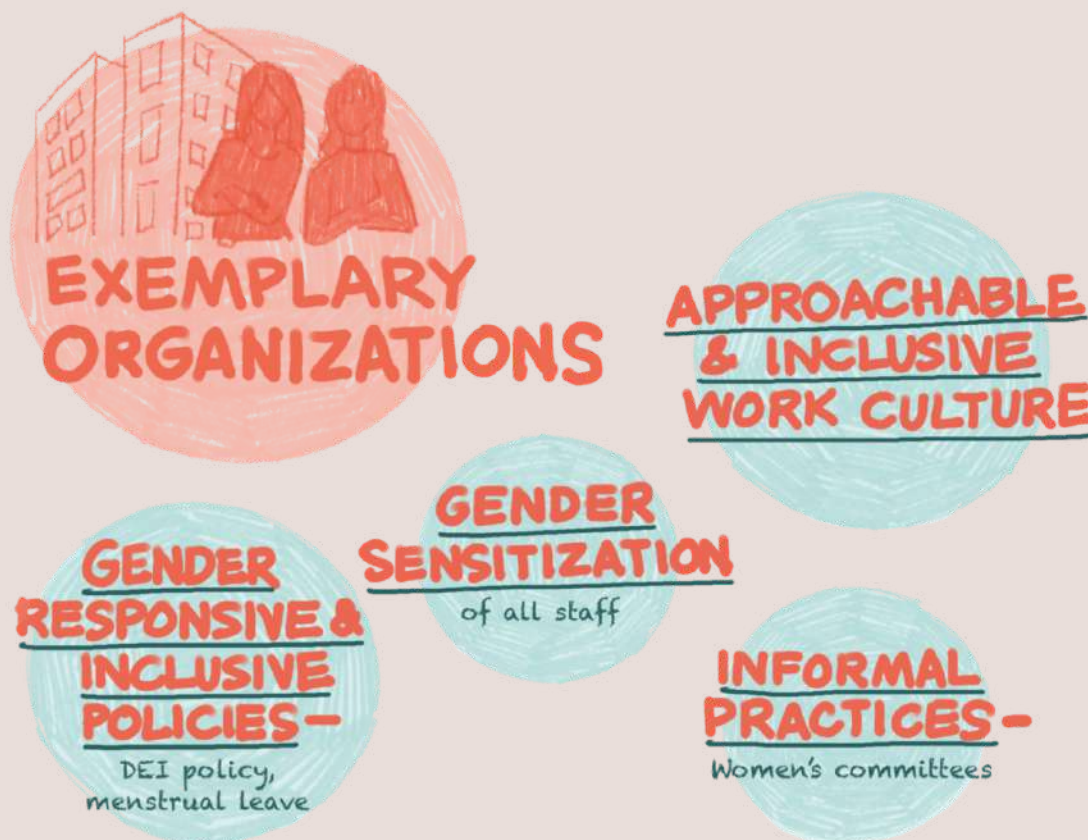 EXEMPLARY
ORGANIZATIONS
APPROACHABLE
& INCLUSIVE
WORK CULTURE
GENDER
SENSITIZATION
of all staff
GENDER
RESPONSIVE &
INCLUSIVE
POLICIES –
DEI policy,
menstrual leave
INFORMAL
PRACTICES –
Women's committees